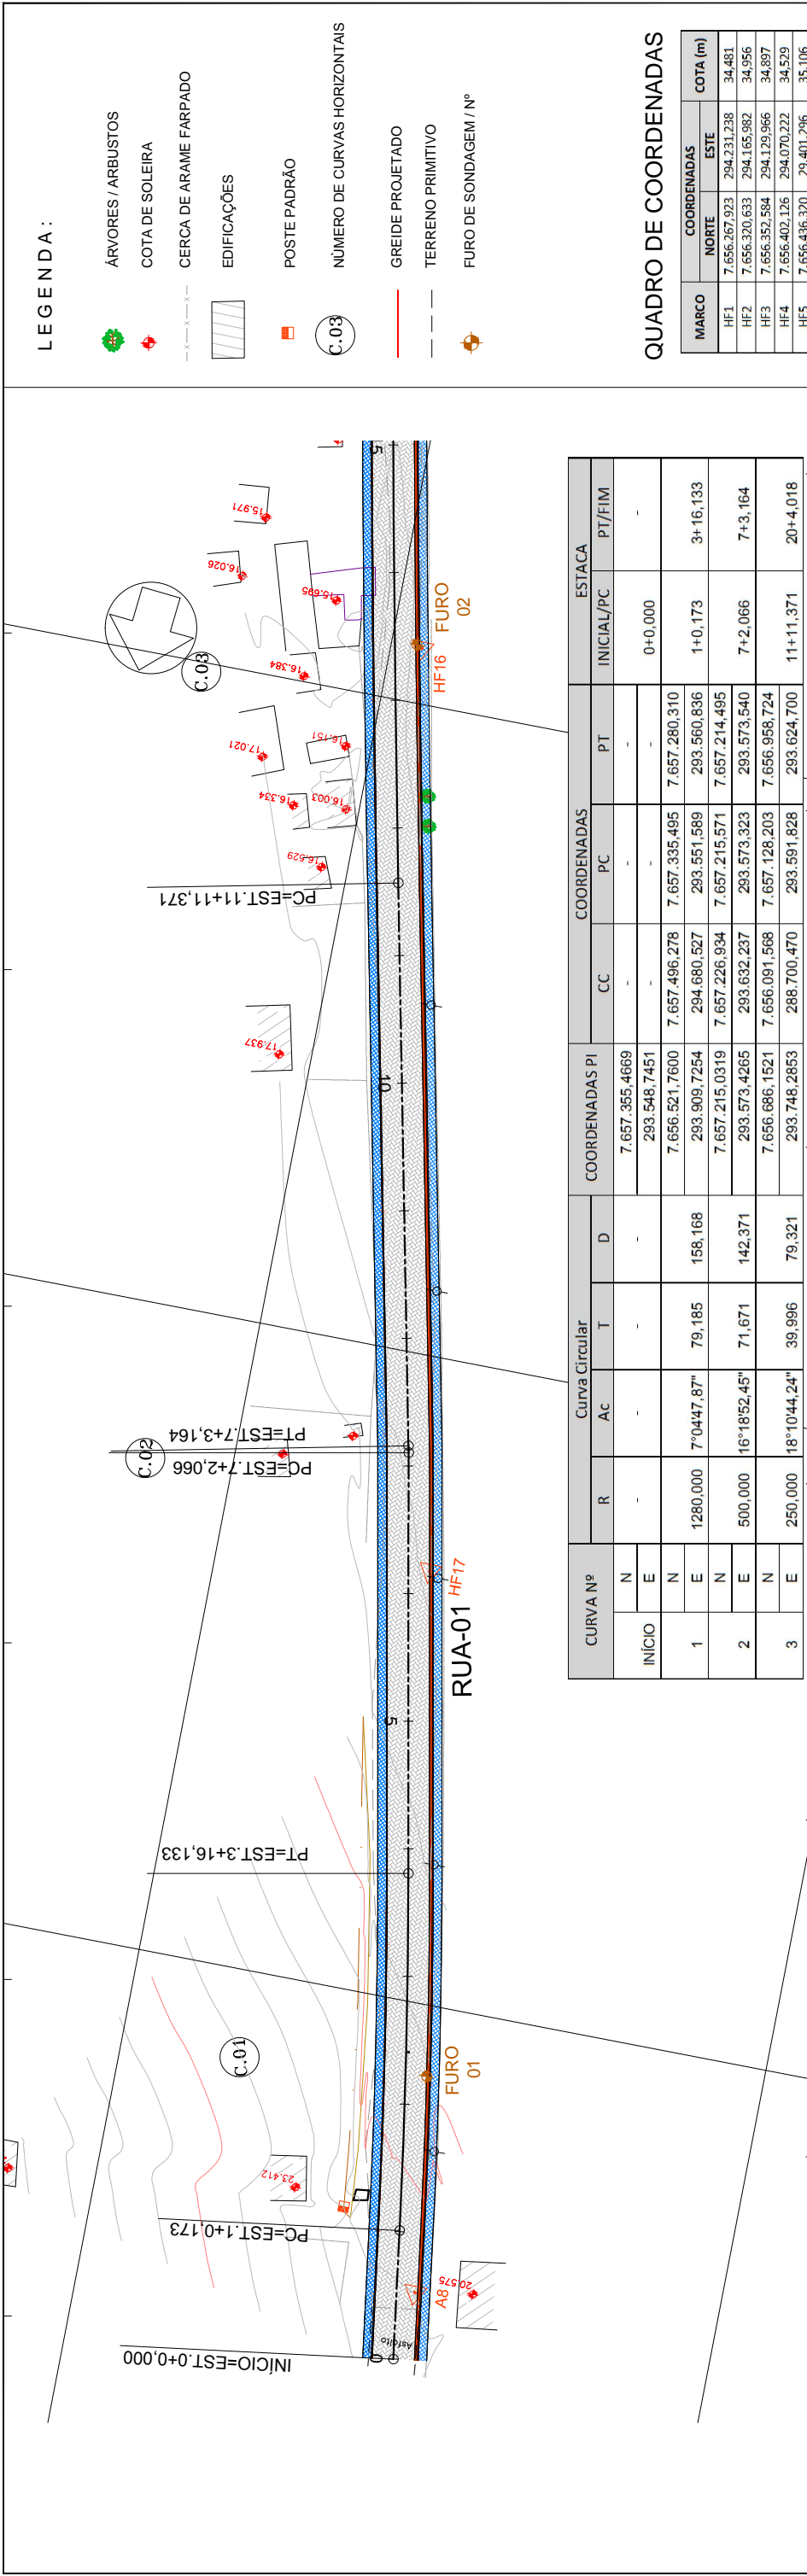 LEGENDA:
ÁRVORES / ARBUSTOS
COTA DE SOLEIRA
CERCA DE ARAME FARPADO
EDIFICAÇÕES
POSTE PADRÃO
C.03
NÚMERO DE CURVAS HORIZONTAIS
GREIDE PROJETADO
TERRENO PRIMITIVO
FURO DE SONDAGEM / Nº
QUADRO DE COORDENADAS
MARCO COORDENADAS COTA (m)
NORTE ESTE
HF1 7.656.267,923 294.231,238 34,481
HF2 7.656.320,633 294.165,982 34,956
HF3 7.656.352,584 294.129,966 34,897
HF4 7.656.402,126 294.070,222 34,529
HF5 7.656.436,320 29.401,296 35,106
INÍCIO=EST.0+0,000
0
Asfalto
A8
20.575
PC=EST.1+0,173
23.412
FURO
01
C.01
PT=EST.3+16,133
5
RUA-01
HF17
C.02
PC=EST.7+2,066
PT=EST.7+3,164
10
17.937
PC=EST.11+11,371
16.529
16.334
16.003
17.021
16.151
16.384
C.03
HF16
FURO
02
15.695
16.026
15.971
5
CURVA Nº Curva Circular COORDENADAS PI COORDENADAS ESTACA
R Ac T D CC PC PT INICIAL/PC PT/FIM
INÍCIO N - - - - 7.657.355,4669 - - - 0+0,000 -
E 293.548,7451 - - -
1 N 1280,000 7°04'47,87" 79,185 158,168 7.656.521,7600 7.657.496,278 7.657.335,495 7.657.280,310 1+0,173 3+16,133
E 293.909,7254 294.680,527 293.551,589 293.560,836
2 N 500,000 16°18'52,45" 71,671 142,371 7.657.215,0319 7.657.226,934 7.657.215,571 7.657.214,495 7+2,066 7+3,164
E 293.573,4265 293.632,237 293.573,323 293.573,540
3 N 250,000 18°10'44,24" 39,996 79,321 7.656.686,1521 7.656.091,568 7.657.128,203 7.656.958,724 11+11,371 20+4,018
E 293.748,2853 288.700,470 293.591,828 293.624,700